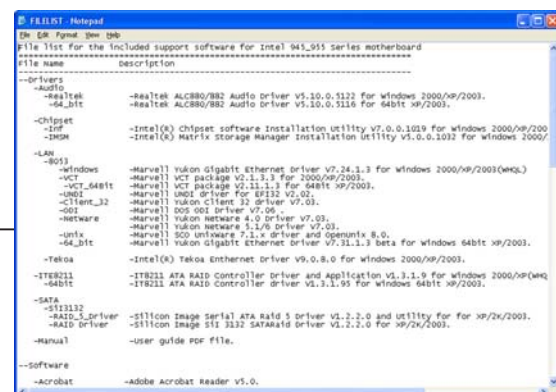 FILELIST - Notepad
File Edit Format View Help
File list for the included support software for Intel 945_955 Series motherboard
================================================================
File Name Description
----------------------------------------------------------------
--Drivers
-Audio
-Realtek -Realtek ALC880/882 Audio Driver V5.10.0.5122 for Windows 2000/XP/2003.
-64_bit -Realtek ALC880/882 Audio Driver V5.10.0.5116 for 64bit XP/2003.
-Chipset
-Inf -Intel(R) Chipset software Installation Utility V7.0.0.1019 for Windows 2000/XP/200
-IMSM -Intel(R) Matrix Storage Manager Installation Utility V5.0.0.1032 for Windows 2000/
-LAN
-8053
-Windows -Marvell Yukon Gigabit Ethernet Driver V7.24.1.3 for Windows 2000/XP/2003(WHQL)
-VCT -Marvell VCT package V2.1.3.3 for 2000/XP/2003.
-VCT_64Bit -Marvell VCT package V2.11.1.3 for 64Bit XP/2003.
-UNDI -Marvell UNDI driver for EFI32 V2.02.
-Client_32 -Marvell Yukon Client 32 driver V7.03.
-ODI -Marvell DOS ODI Driver V7.06 .
-NetWare -Marvell Yukon Netware 4.0 Driver V7.03.
-Marvell Yukon Netware 5.1/6 Driver V7.03.
-Unix -Marvell SCO UnixWare 7.1.x driver and OpenUnix 8.0.
-64_bit -Marvell Yukon Gigabit Ethernet Driver V7.31.1.3 beta for Windows 64bit XP/2003.
-Tekoa -Intel(R) Tekoa Enthernet Driver V9.0.8.0 for Windows 2000/XP/2003.
-ITE8211 -IT8211 ATA RAID Controller Driver and Application V1.3.1.9 for Windows 2000/XP(WHQ
-64bit -IT8211 ATA RAID Controller driver V1.3.1.95 for Windows 64bit XP/2003.
-SATA
-SiI3132
-RAID_5_Driver -Silicon Image Serial ATA Raid 5 Driver V1.2.2.0 and Utility for for XP/2K/2003.
-RAID Driver -Silicon Image SiI 3132 SATARaid Driver V1.2.2.0 for XP/2K/2003.
-Manual -User guide PDF file.
--Software
-Acrobat -Adobe Acrobat Reader V5.0.